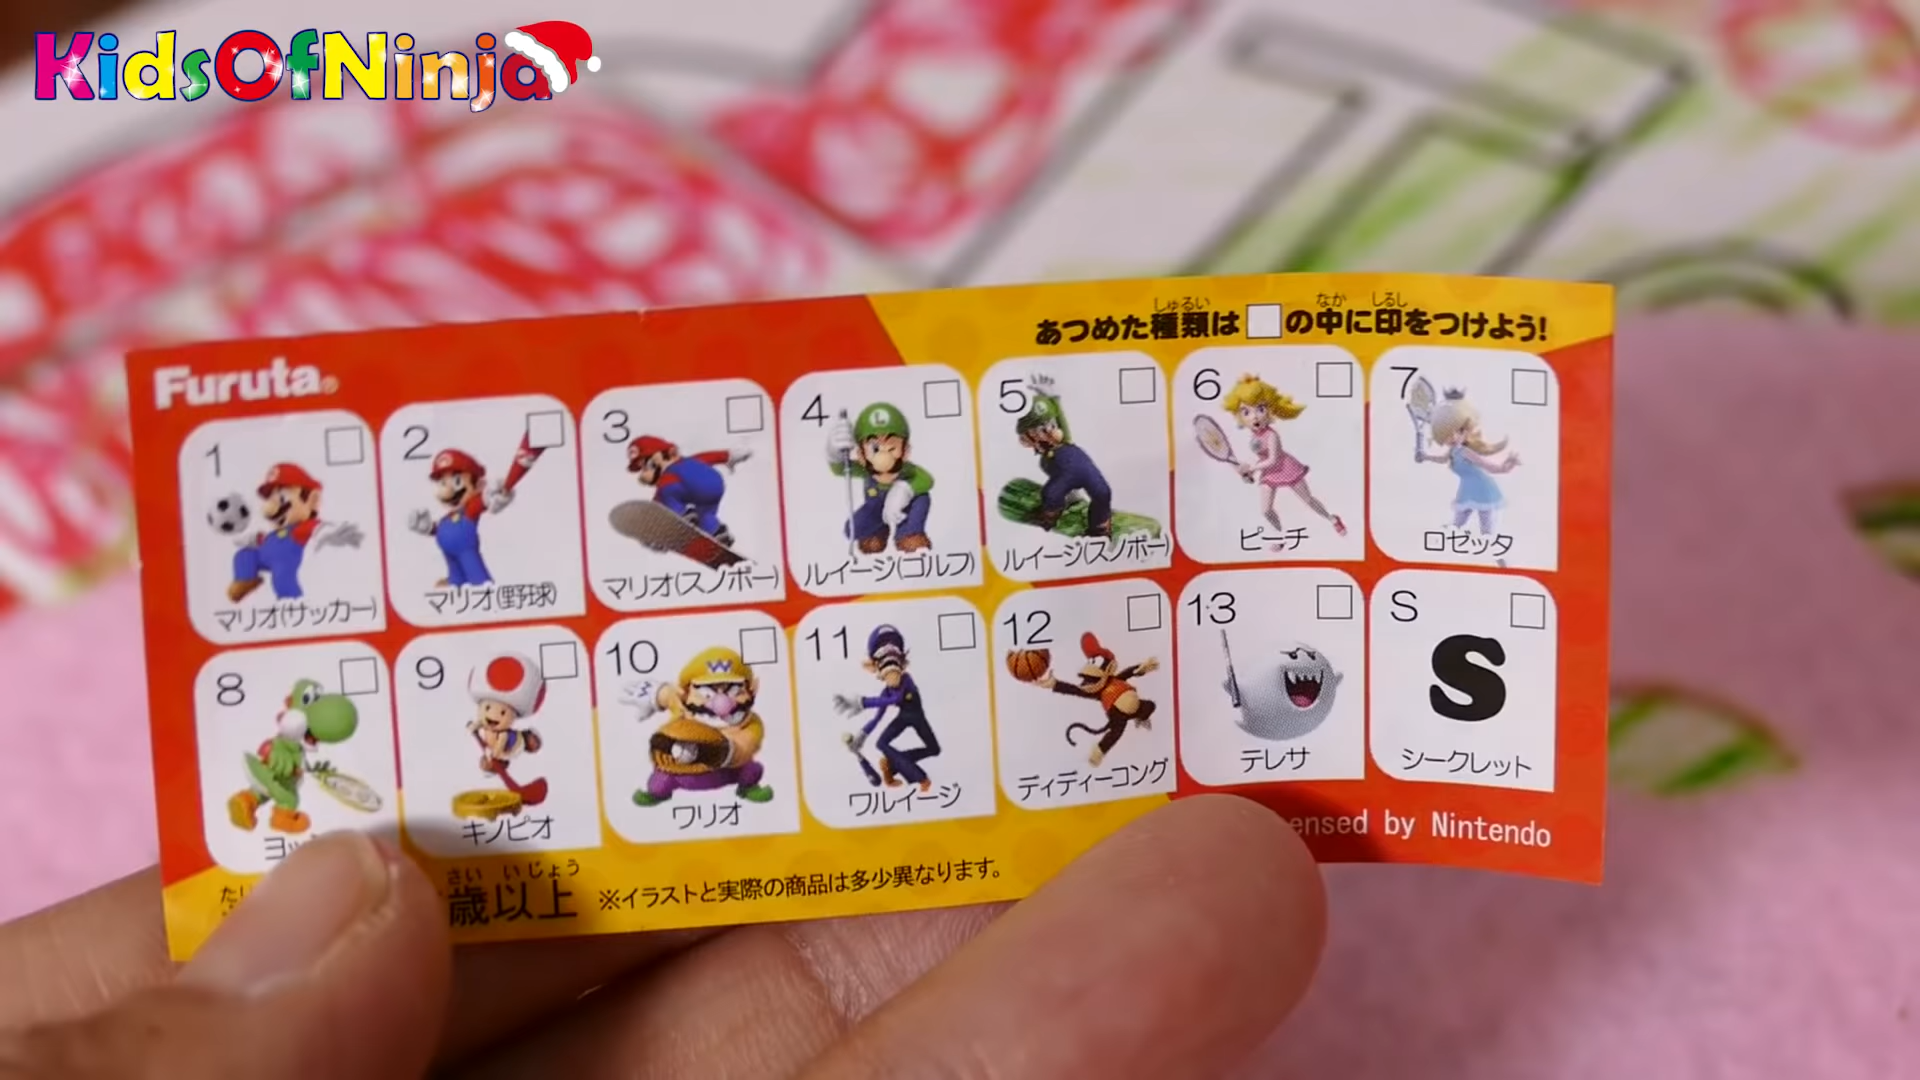 KidsOfNinja
Furuta®
あつめた種類は□の中に印をつけよう!
しゅるい なか しるし
1 2 3 4 5 6 7
マリオ(サッカー) マリオ(野球) マリオ(スノボー) ルイージ(ゴルフ) ルイージ(スノボー) ピーチ ロゼッタ
8 9 10 11 12 13 S
S
キノピオ ワリオ ワルイージ ディディーコング テレサ シークレット
ensed by Nintendo
さい いじょう
歳以上 ※イラストと実際の商品は多少異なります。